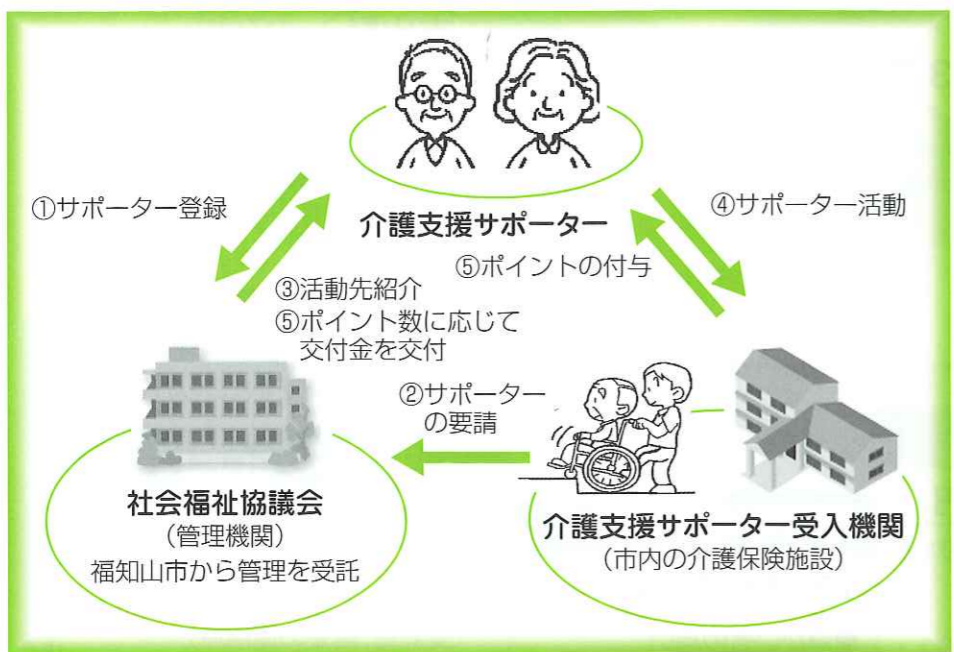 ①サポーター登録
介護支援サポーター
④サポーター活動
⑤ポイントの付与
③活動先紹介
⑤ポイント数に応じて
交付金を交付
②サポーター
の要請
社会福祉協議会
（管理機関）
福知山市から管理を受託
介護支援サポーター受入機関
（市内の介護保険施設）